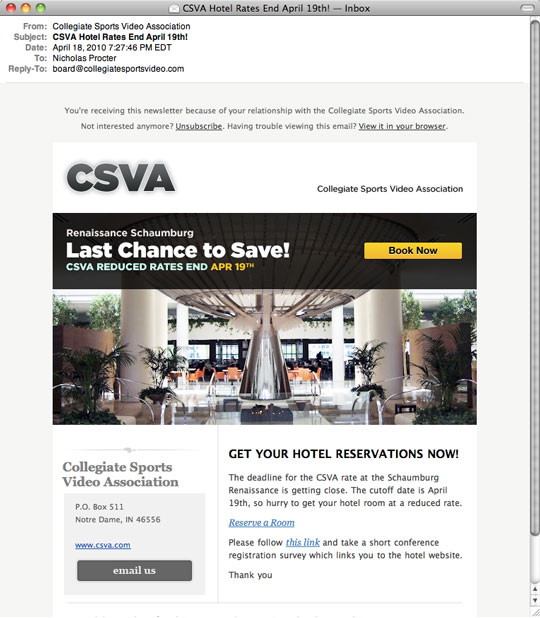 CSVA Hotel Rates End April 19th! — Inbox
From: Collegiate Sports Video Association
Subject: CSVA Hotel Rates End April 19th!
Date: April 18, 2010 7:27:46 PM EDT
To: Nicholas Procter
Reply-To: board@collegiatesportsvideo.com
You're receiving this newsletter because of your relationship with the Collegiate Sports Video Association.
Not interested anymore? Unsubscribe. Having trouble viewing this email? View it in your browser.
CSVA
Collegiate Sports Video Association
Renaissance Schaumburg
Last Chance to Save!
CSVA REDUCED RATES END APR 19TH
Book Now
Collegiate Sports
Video Association
P.O. Box 511
Notre Dame, IN 46556
www.csva.com
email us
GET YOUR HOTEL RESERVATIONS NOW!
The deadline for the CSVA rate at the Schaumburg
Renaissance is getting close. The cutoff date is April
19th, so hurry to get your hotel room at a reduced rate.
Reserve a Room
Please follow this link and take a short conference
registration survey which links you to the hotel website.
Thank you